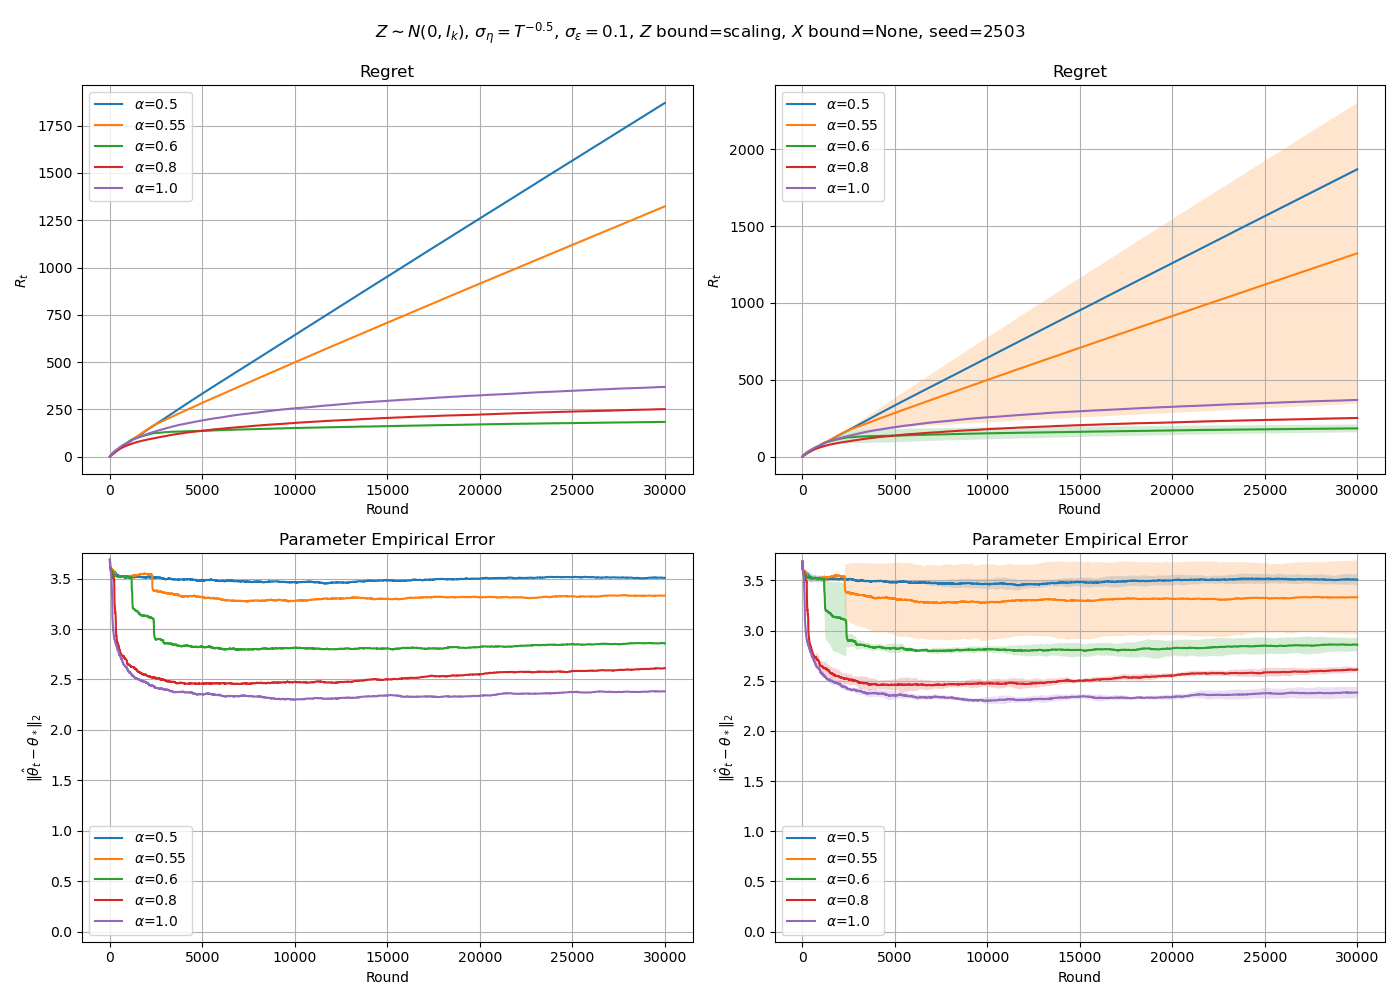 Z ∼ N(0, I_k), σ_η = T^{−0.5}, σ_ε = 0.1, Z bound=scaling, X bound=None, seed=2503
Regret
R_t
1750
1500
1250
1000
750
500
250
0
α=0.5
α=0.55
α=0.6
α=0.8
α=1.0
0 5000 10000 15000 20000 25000 30000
Round
Regret
R_t
2000
1500
1000
500
0
α=0.5
α=0.55
α=0.6
α=0.8
α=1.0
0 5000 10000 15000 20000 25000 30000
Round
Parameter Empirical Error
‖θ̂_t − θ_*‖_2
3.5
3.0
2.5
2.0
1.5
1.0
0.5
0.0
α=0.5
α=0.55
α=0.6
α=0.8
α=1.0
0 5000 10000 15000 20000 25000 30000
Round
Parameter Empirical Error
‖θ̂_t − θ_*‖_2
3.5
3.0
2.5
2.0
1.5
1.0
0.5
0.0
α=0.5
α=0.55
α=0.6
α=0.8
α=1.0
0 5000 10000 15000 20000 25000 30000
Round